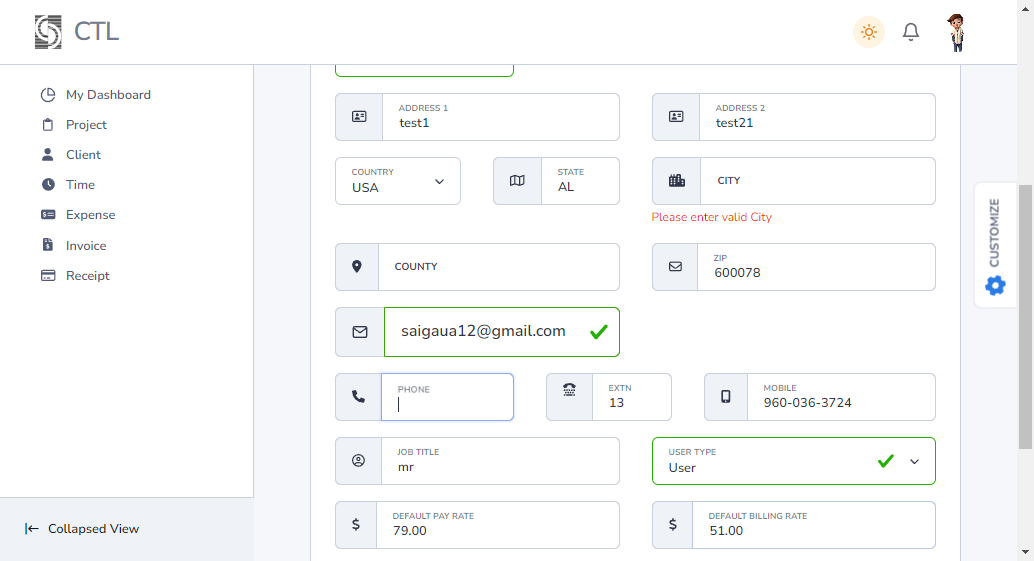 CTL
My Dashboard
Project
Client
Time
Expense
Invoice
Receipt
Collapsed View
ADDRESS 1
test1
ADDRESS 2
test21
COUNTRY
USA
STATE
AL
CITY
Please enter valid City
COUNTY
ZIP
600078
saigaua12@gmail.com
PHONE
EXTN
13
MOBILE
960-036-3724
JOB TITLE
mr
USER TYPE
User
DEFAULT PAY RATE
79.00
DEFAULT BILLING RATE
51.00
CUSTOMIZE